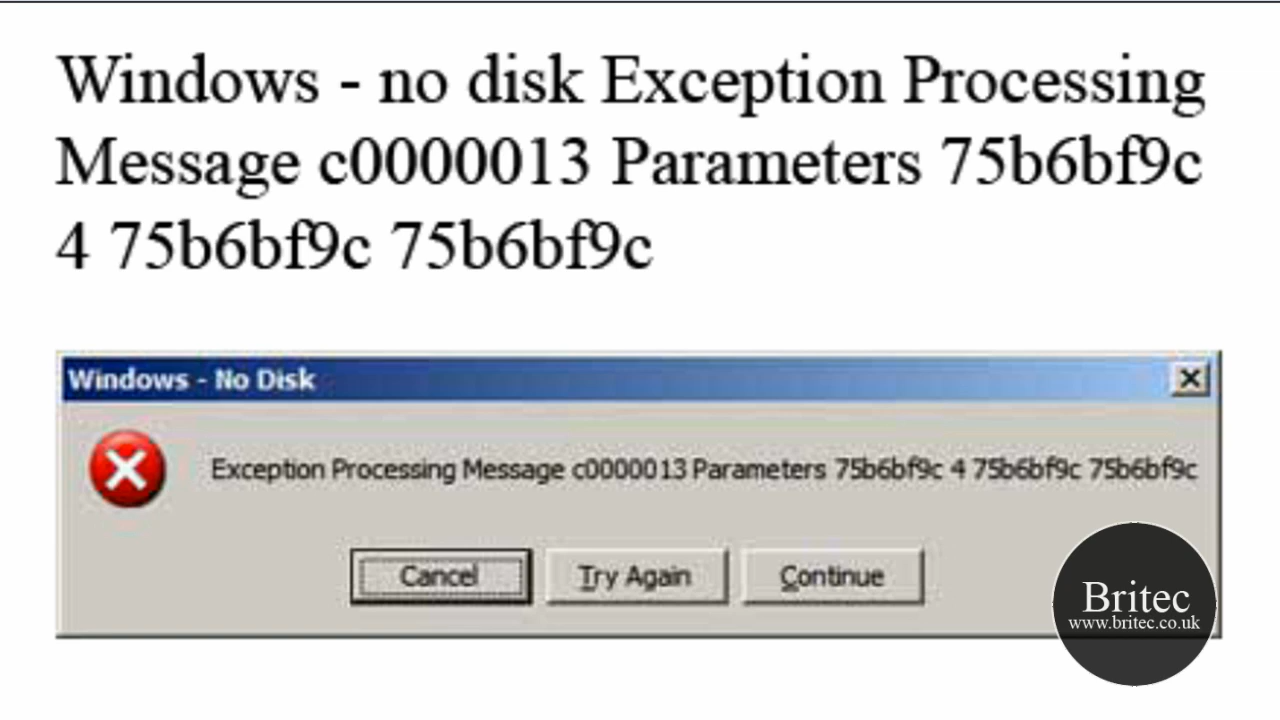 Windows - no disk Exception Processing
Message c0000013 Parameters 75b6bf9c
4 75b6bf9c 75b6bf9c
Windows - No Disk
Exception Processing Message c0000013 Parameters 75b6bf9c 4 75b6bf9c 75b6bf9c
Cancel
Try Again
Continue
Britec
www.britec.co.uk